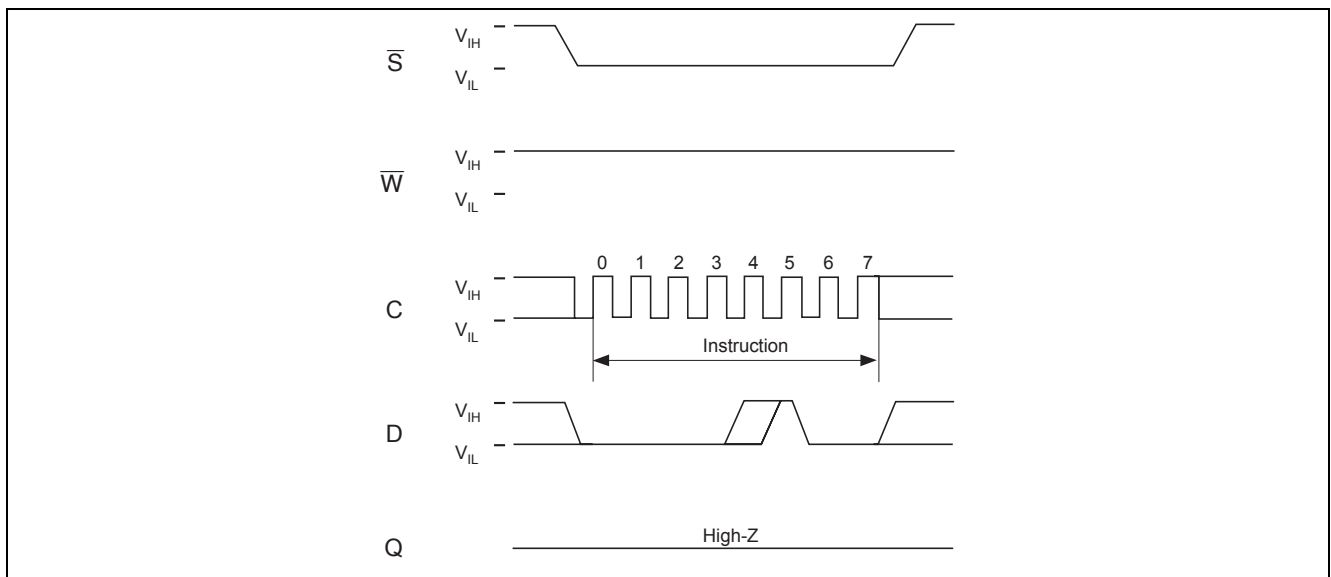 V_IH
S̅
V_IL
V_IH
W̅
V_IL
0 1 2 3 4 5 6 7
V_IH
C
V_IL
Instruction
V_IH
D
V_IL
High-Z
Q